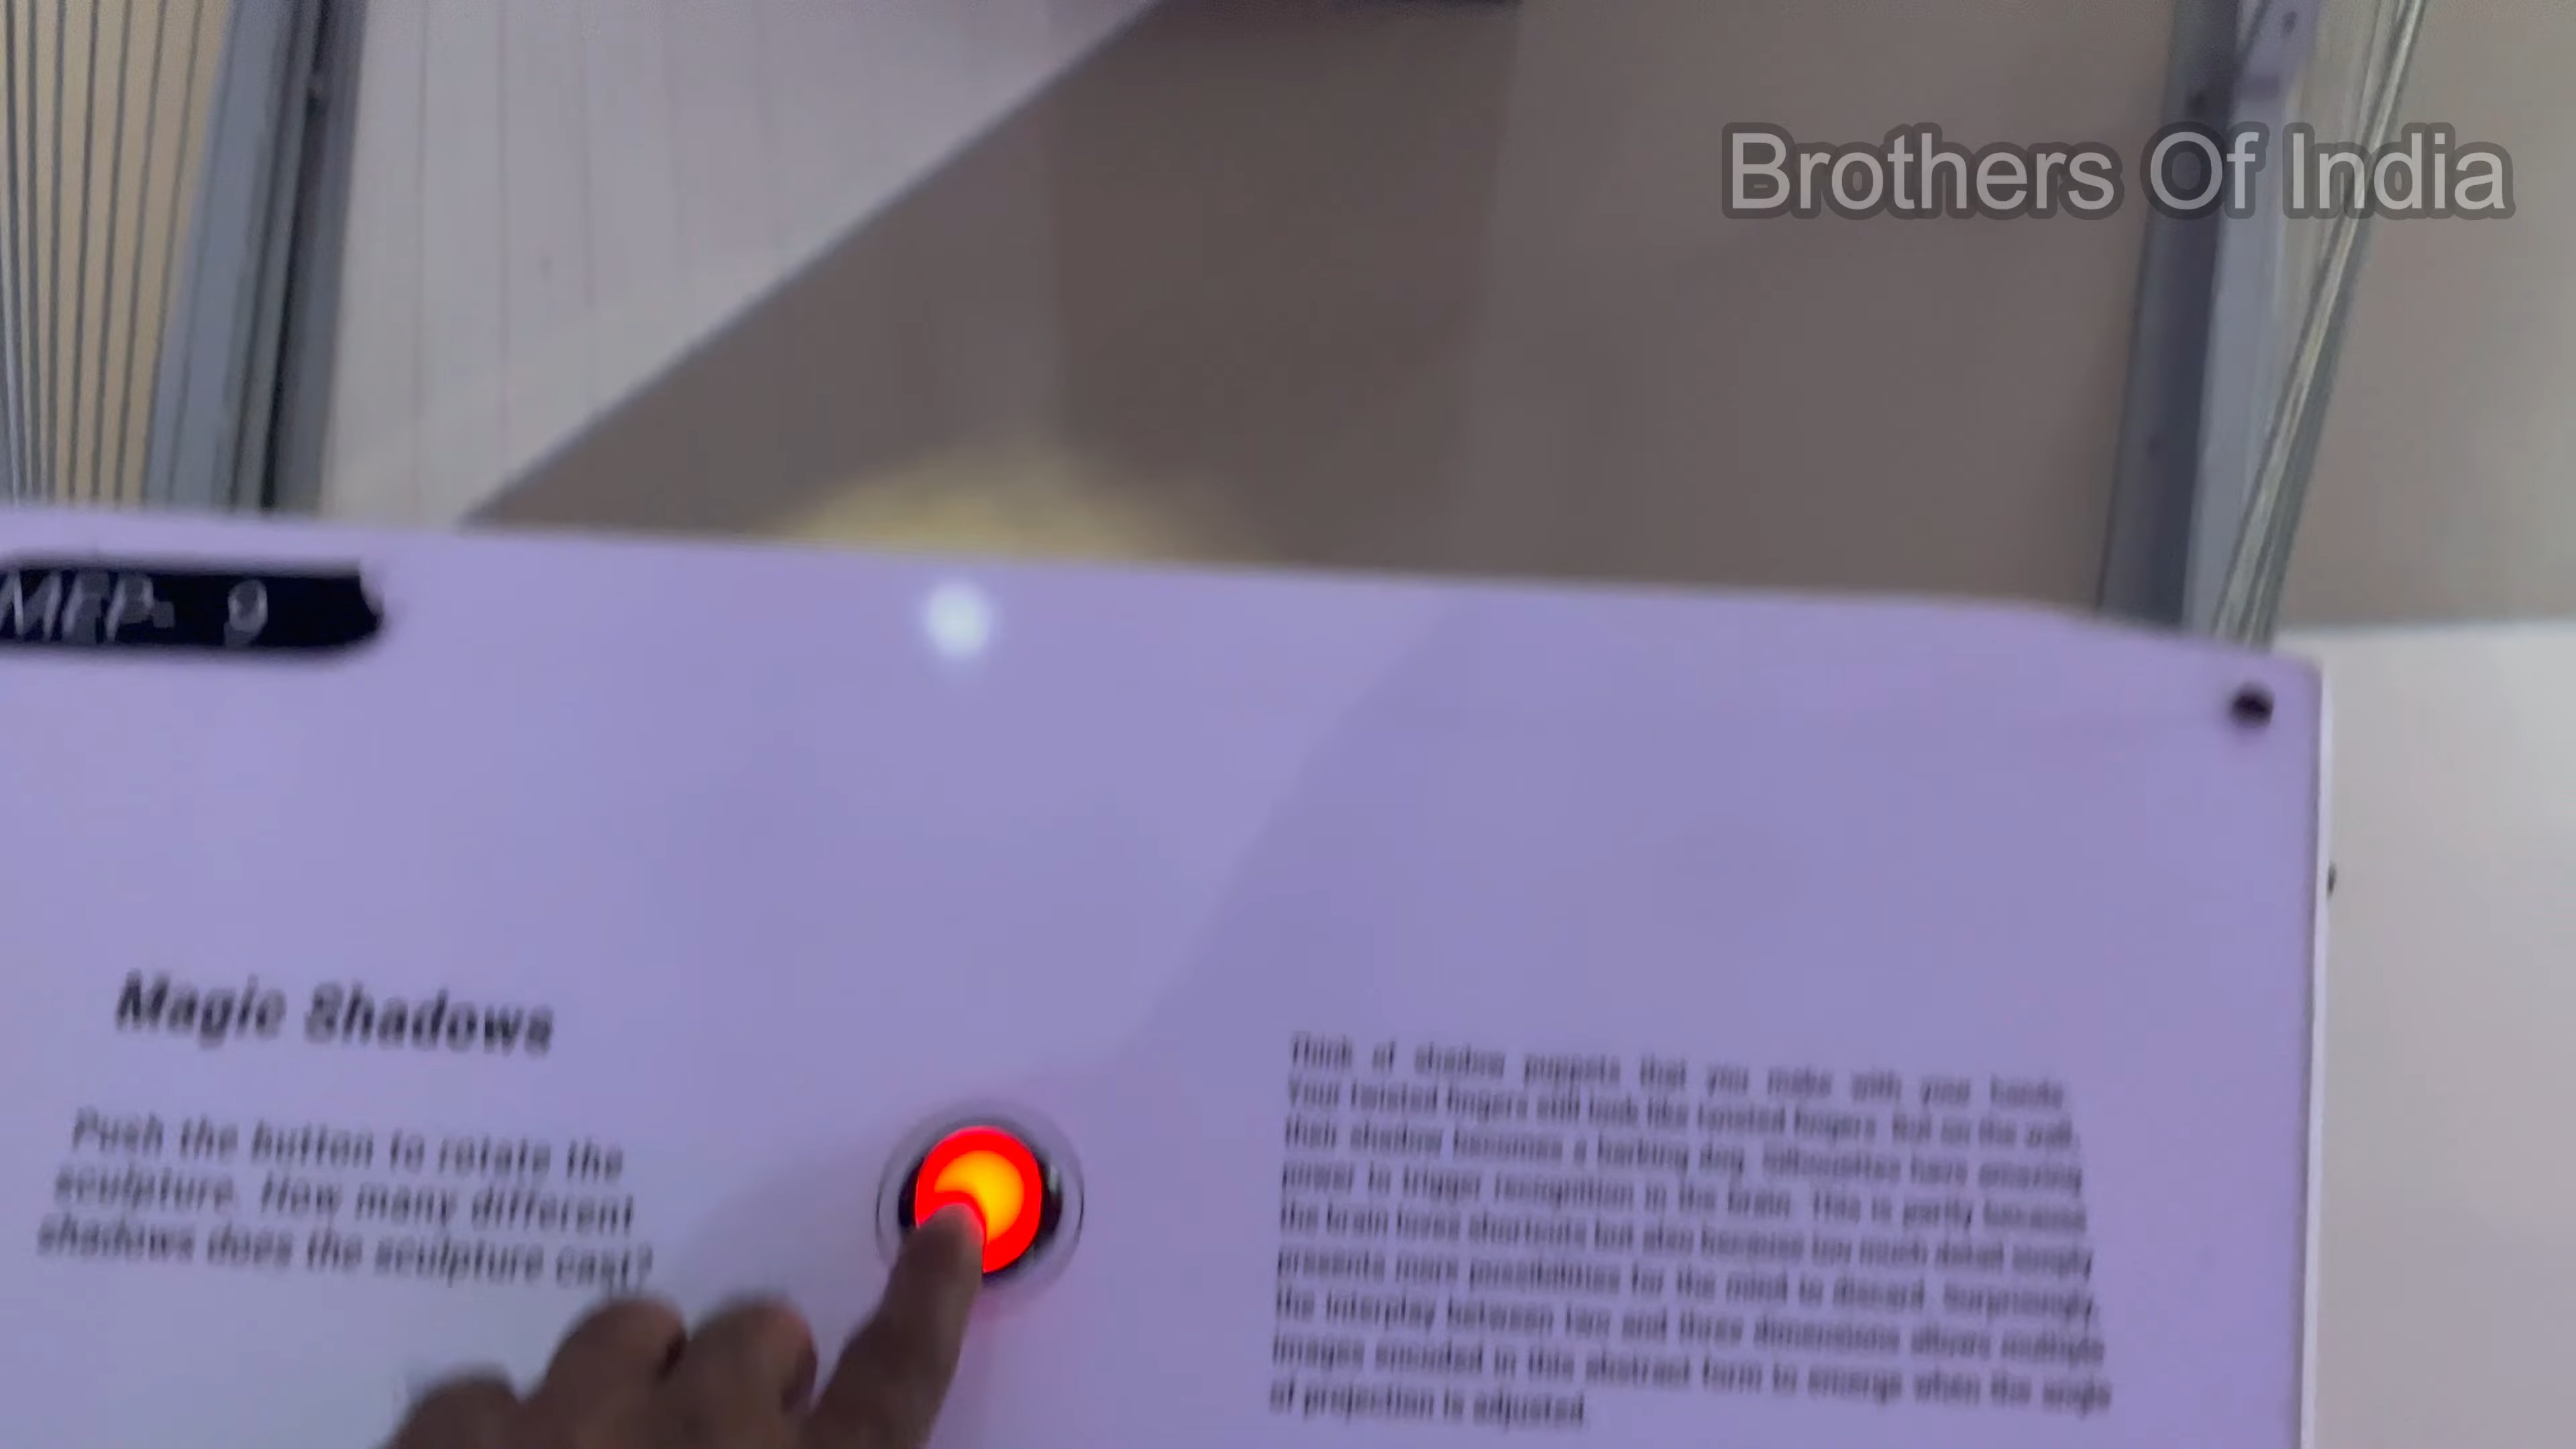 Brothers Of India
MFP- 9
Magic Shadows
Push the button to rotate the
sculpture. How many different
shadows does the sculpture cast?
Think of shadow puppets that you make with your hands.
Your twisted fingers still look like twisted fingers. But on the wall,
their shadow becomes a barking dog. Silhouettes have amazing
power to trigger recognition in the brain. This is partly because
the brain loves shortcuts but also because too much detail simply
presents more possibilities for the mind to discard. Surprisingly,
the interplay between two and three dimensions allows multiple
images encoded in this abstract form to emerge when the angle
of projection is adjusted.